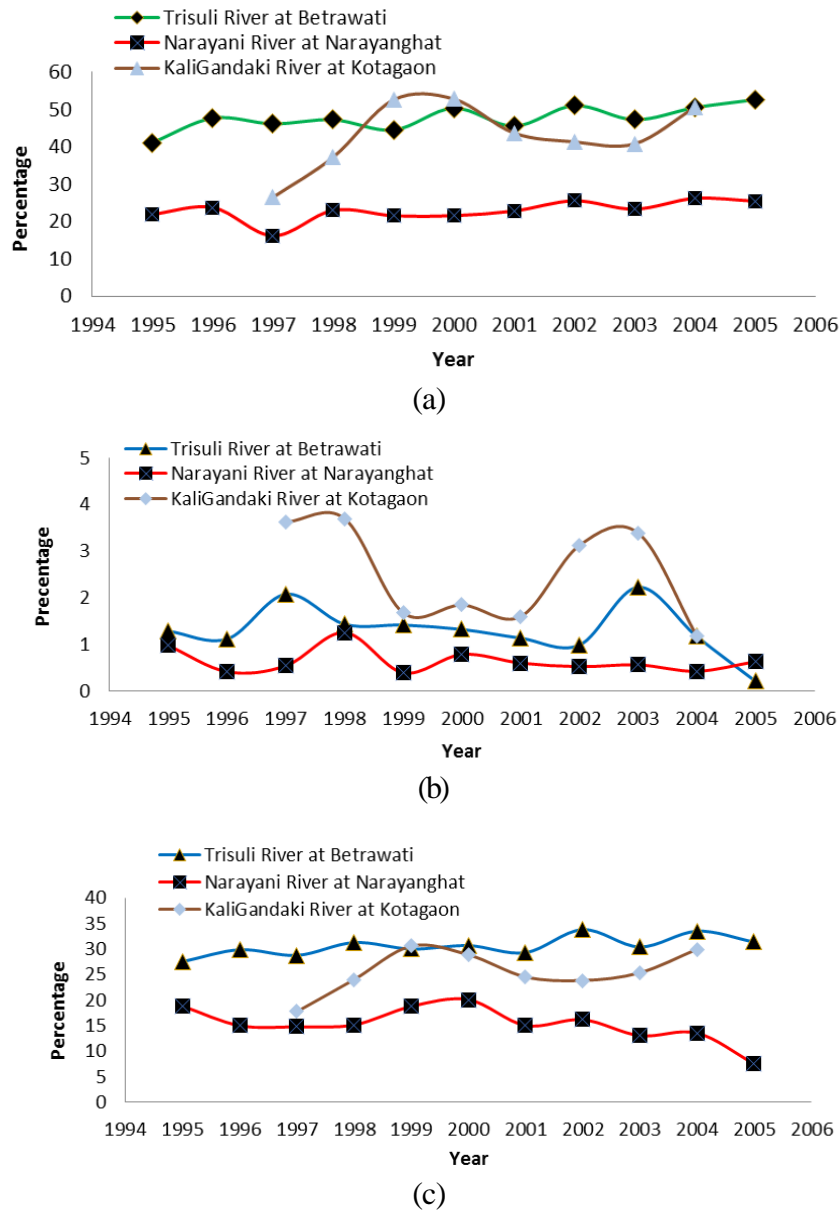 Trisuli River at Betrawati
Narayani River at Narayanghat
KaliGandaki River at Kotagaon
60
50
40
30
20
10
0
Percentage
1994 1995 1996 1997 1998 1999 2000 2001 2002 2003 2004 2005 2006
Year
(a)
Trisuli River at Betrawati
Narayani River at Narayanghat
KaliGandaki River at Kotagaon
5
4
3
2
1
0
Precentage
1994 1995 1996 1997 1998 1999 2000 2001 2002 2003 2004 2005 2006
Year
(b)
Trisuli River at Betrawati
Narayani River at Narayanghat
KaliGandaki River at Kotagaon
40
35
30
25
20
15
10
5
0
Percentage
1994 1995 1996 1997 1998 1999 2000 2001 2002 2003 2004 2005 2006
Year
(c)